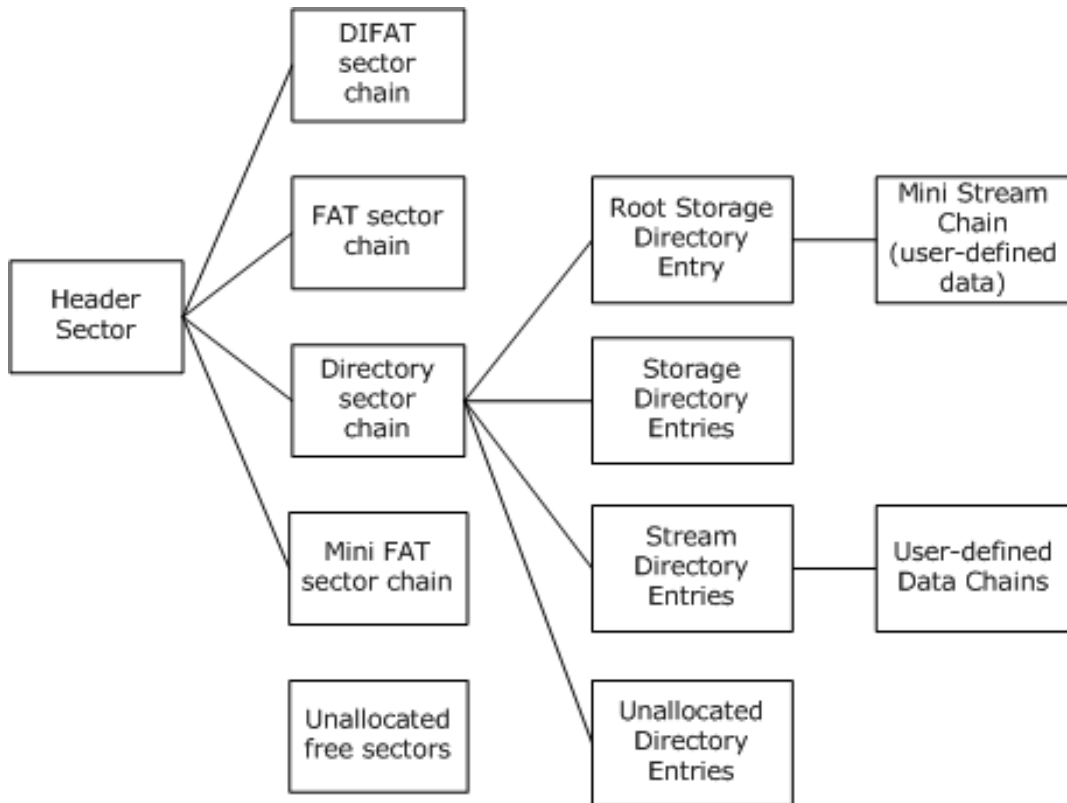 DIFAT
sector
chain
FAT sector
chain
Header
Sector
Directory
sector
chain
Mini FAT
sector chain
Unallocated
free sectors
Root Storage
Directory
Entry
Storage
Directory
Entries
Stream
Directory
Entries
Unallocated
Directory
Entries
Mini Stream
Chain
(user-defined
data)
User-defined
Data Chains